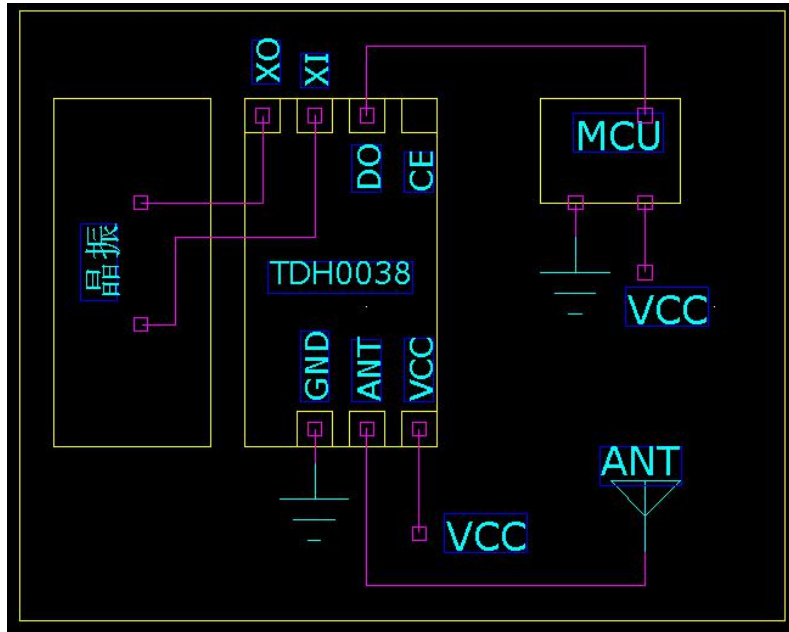 XO
XI
DO
CE
MCU
晶振
TDH0038
VCC
GND
ANT
VCC
ANT
VCC